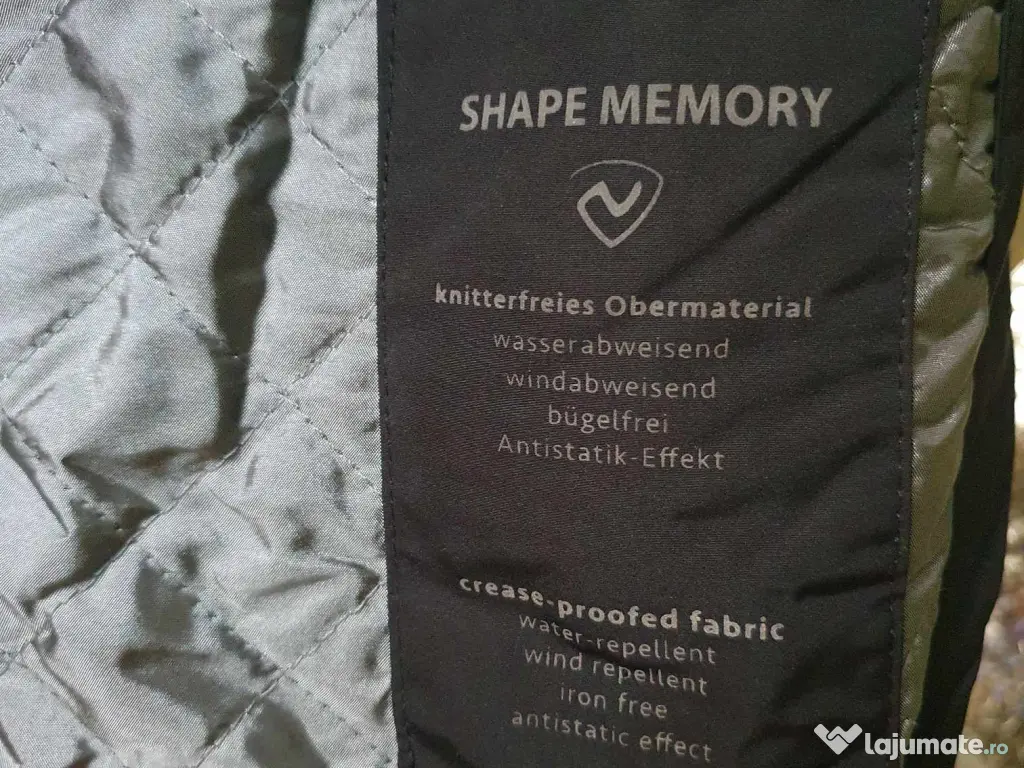 SHAPE MEMORY
knitterfreies Obermaterial
wasserabweisend
windabweisend
bügelfrei
Antistatik-Effekt
crease-proofed fabric
water-repellent
wind repellent
iron free
antistatic effect
lajumate.ro